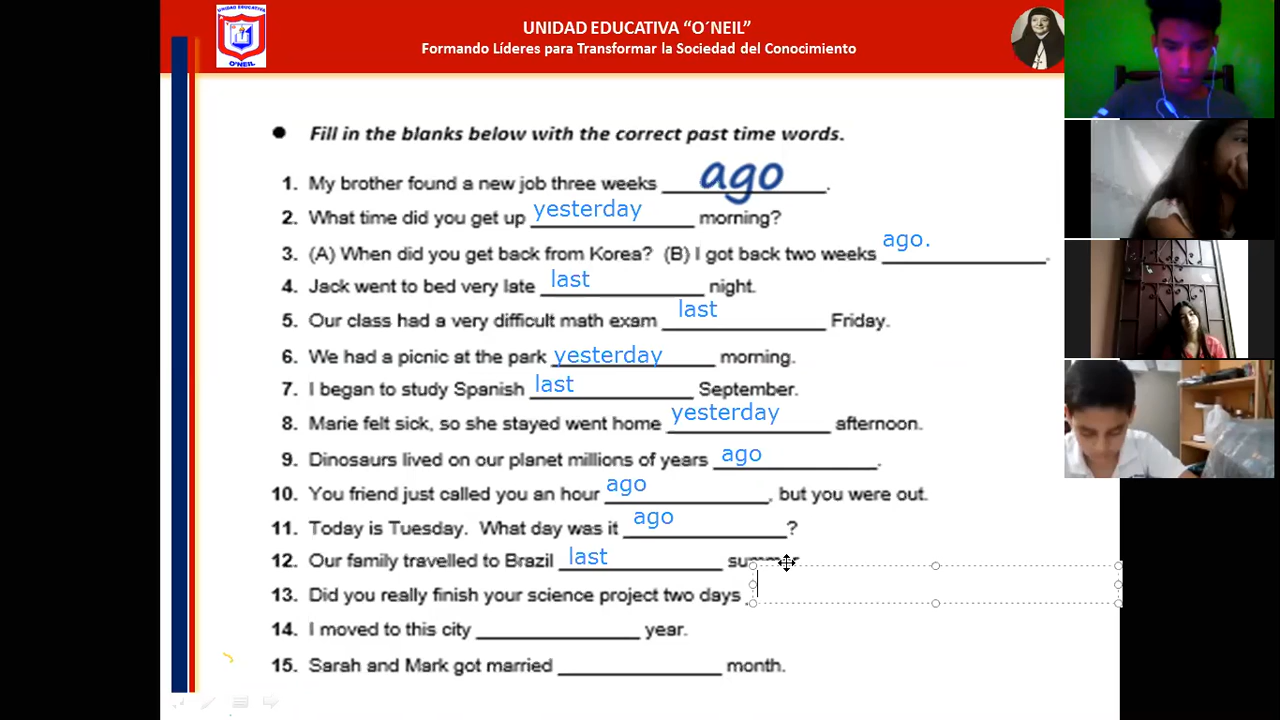 UNIDAD EDUCATIVA
O'NEIL
UNIDAD EDUCATIVA “O´NEIL”
Formando Líderes para Transformar la Sociedad del Conocimiento
● Fill in the blanks below with the correct past time words.
1. My brother found a new job three weeks ago.
2. What time did you get up yesterday morning?
3. (A) When did you get back from Korea? (B) I got back two weeks ago. .
4. Jack went to bed very late last night.
5. Our class had a very difficult math exam last Friday.
6. We had a picnic at the park yesterday morning.
7. I began to study Spanish last September.
8. Marie felt sick, so she stayed went home yesterday afternoon.
9. Dinosaurs lived on our planet millions of years ago.
10. You friend just called you an hour ago, but you were out.
11. Today is Tuesday. What day was it ago?
12. Our family travelled to Brazil last summer.
13. Did you really finish your science project two days
14. I moved to this city ____________ year.
15. Sarah and Mark got married ____________ month.